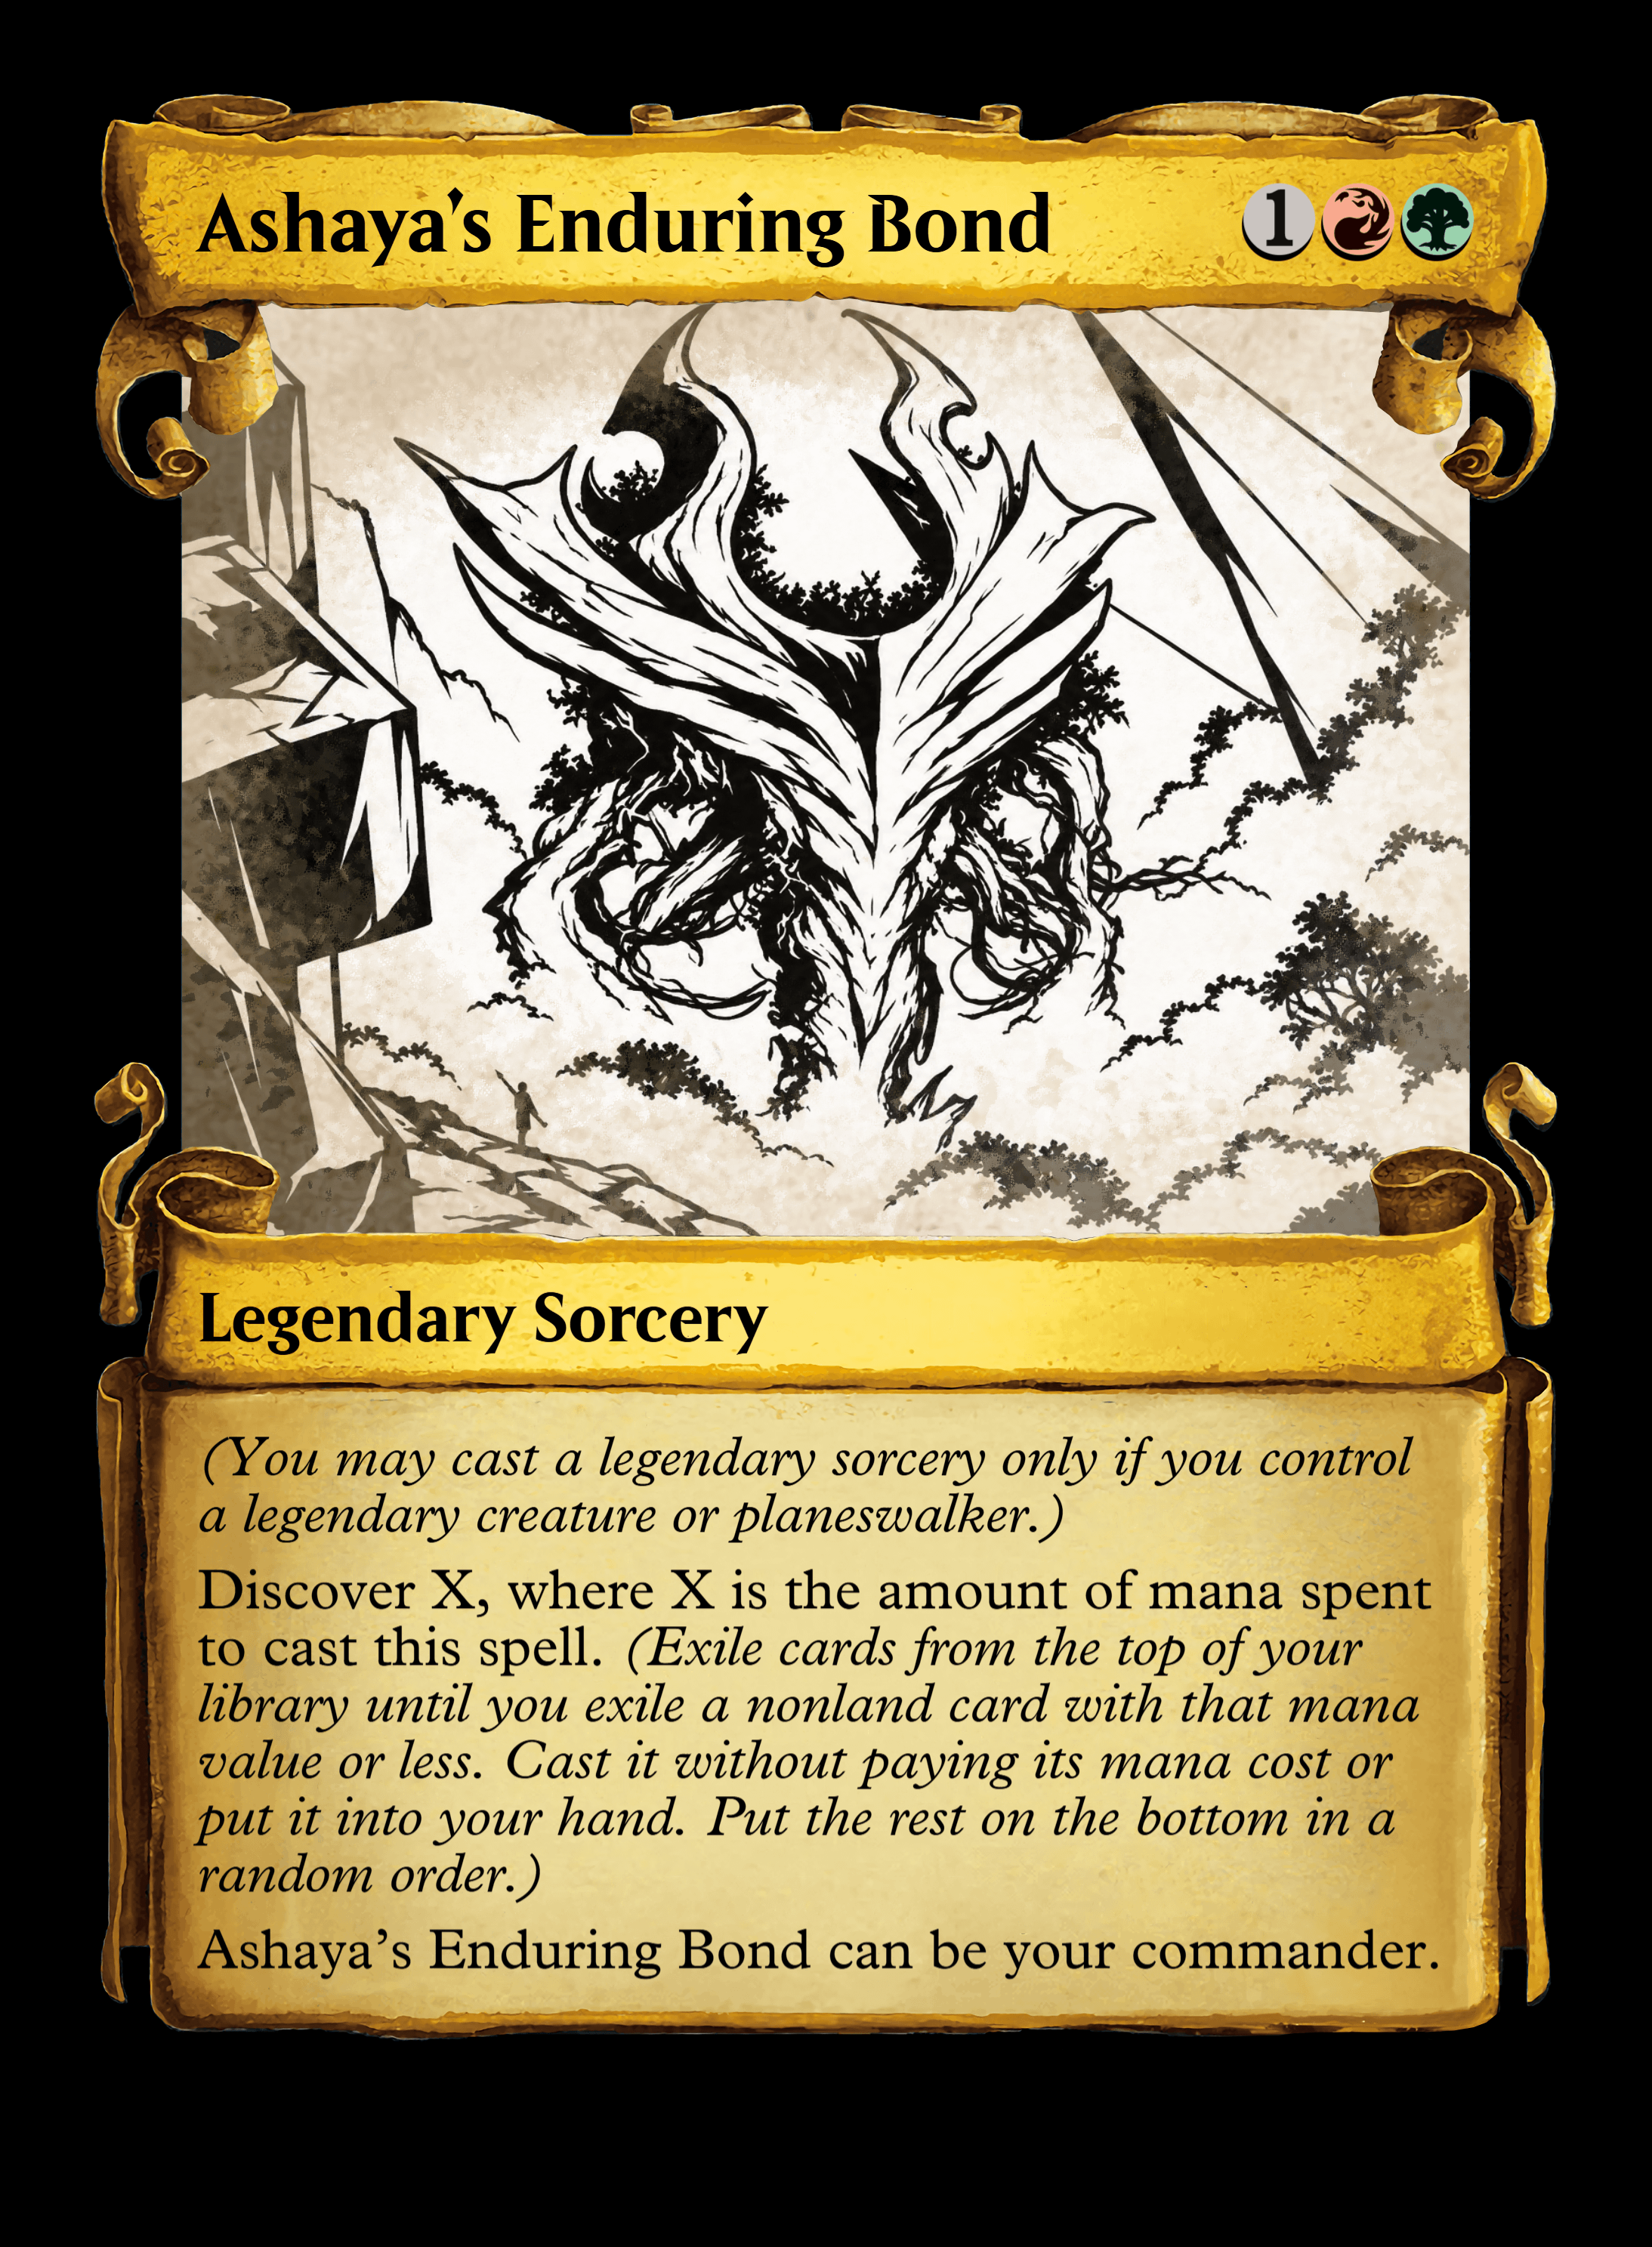 Ashaya's Enduring Bond 1
Legendary Sorcery
(You may cast a legendary sorcery only if you control
a legendary creature or planeswalker.)
Discover X, where X is the amount of mana spent
to cast this spell. (Exile cards from the top of your
library until you exile a nonland card with that mana
value or less. Cast it without paying its mana cost or
put it into your hand. Put the rest on the bottom in a
random order.)
Ashaya’s Enduring Bond can be your commander.